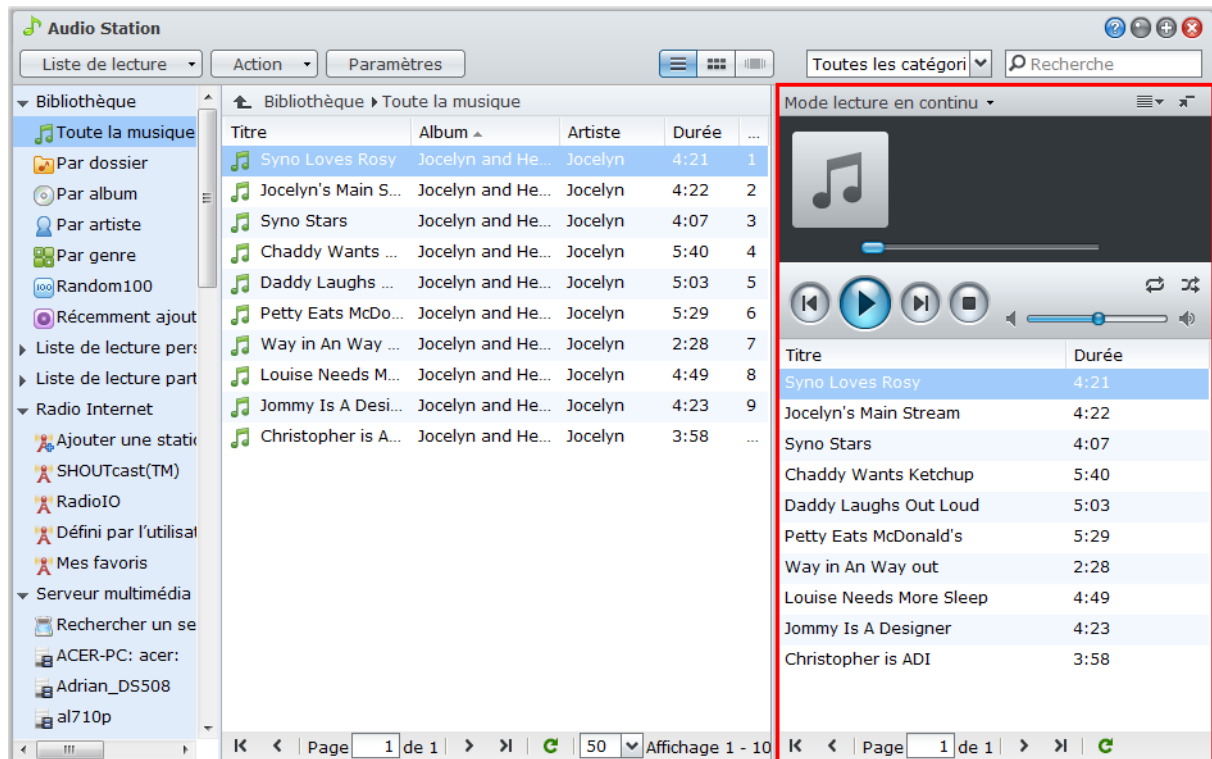 Audio Station
Liste de lecture Action Paramètres Toutes les catégori Recherche
Bibliothèque
Toute la musique
Par dossier
Par album
Par artiste
Par genre
100 Random100
Récemment ajout
Liste de lecture pers
Liste de lecture part
Radio Internet
Ajouter une statio
SHOUTcast(TM)
RadioIO
Défini par l'utilisat
Mes favoris
Serveur multimédia
Rechercher un se
ACER-PC: acer:
Adrian_DS508
al710p
Bibliothèque Toute la musique
Titre Album Artiste Durée ...
Syno Loves Rosy Jocelyn and He... Jocelyn 4:21 1
Jocelyn's Main S... Jocelyn and He... Jocelyn 4:22 2
Syno Stars Jocelyn and He... Jocelyn 4:07 3
Chaddy Wants ... Jocelyn and He... Jocelyn 5:40 4
Daddy Laughs ... Jocelyn and He... Jocelyn 5:03 5
Petty Eats McDo... Jocelyn and He... Jocelyn 5:29 6
Way in An Way ... Jocelyn and He... Jocelyn 2:28 7
Louise Needs M... Jocelyn and He... Jocelyn 4:49 8
Jommy Is A Desi... Jocelyn and He... Jocelyn 4:23 9
Christopher is A... Jocelyn and He... Jocelyn 3:58 ...
Page 1 de 1 50 Affichage 1 - 10
Mode lecture en continu
Titre Durée
Syno Loves Rosy 4:21
Jocelyn's Main Stream 4:22
Syno Stars 4:07
Chaddy Wants Ketchup 5:40
Daddy Laughs Out Loud 5:03
Petty Eats McDonald's 5:29
Way in An Way out 2:28
Louise Needs More Sleep 4:49
Jommy Is A Designer 4:23
Christopher is ADI 3:58
Page 1 de 1